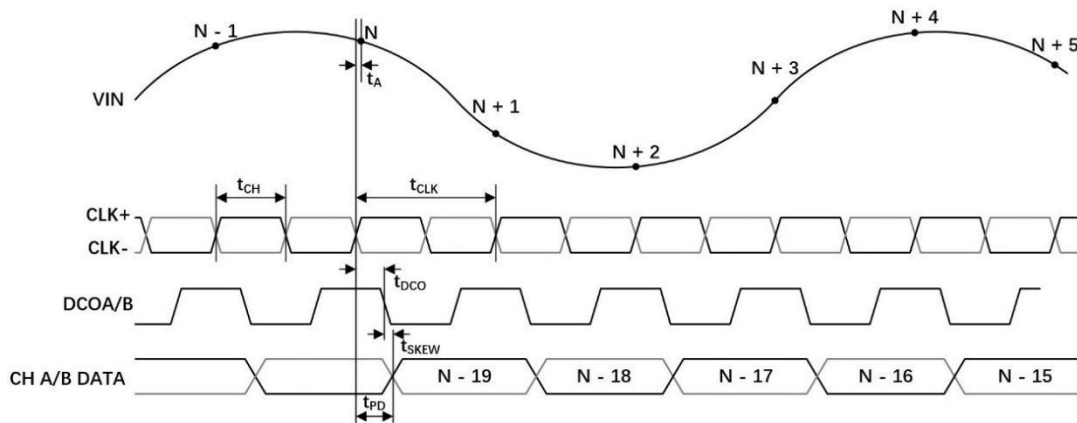 N - 1
N
N + 4
N + 5
t_A
N + 3
VIN
N + 1
N + 2
t_CH
t_CLK
CLK+
CLK-
t_DCO
DCOA/B
t_SKEW
CH A/B DATA
N - 19
N - 18
N - 17
N - 16
N - 15
t_PD